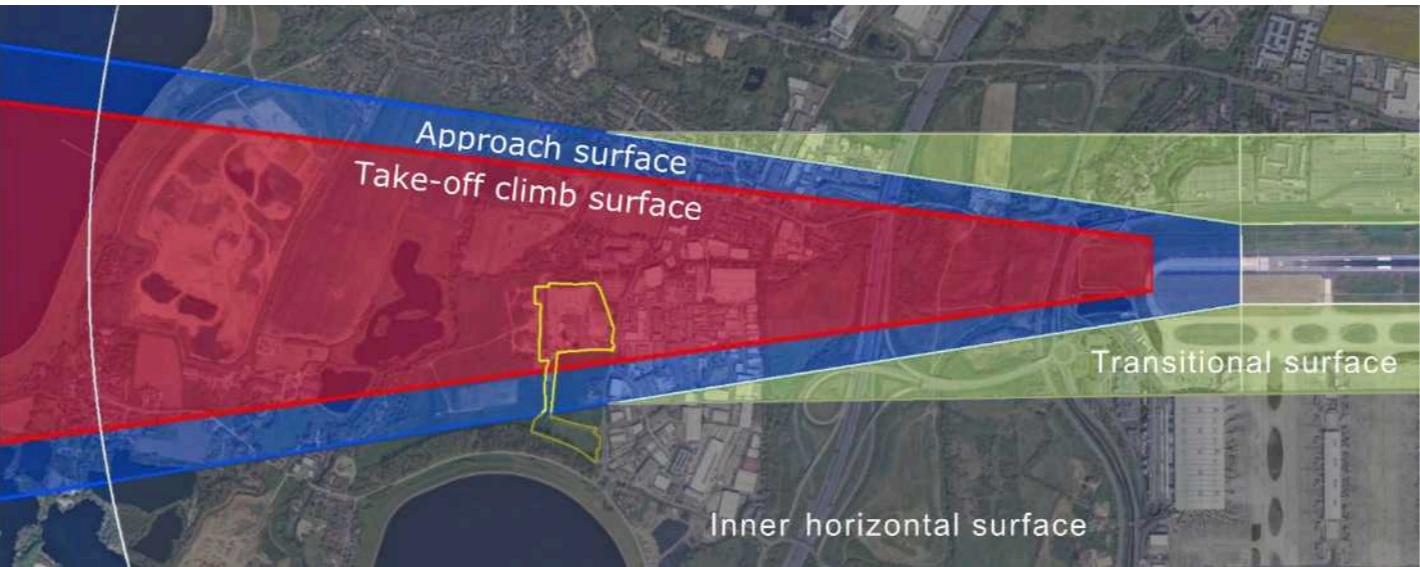 Approach surface
Take-off climb surface
Transitional surface
Inner horizontal surface